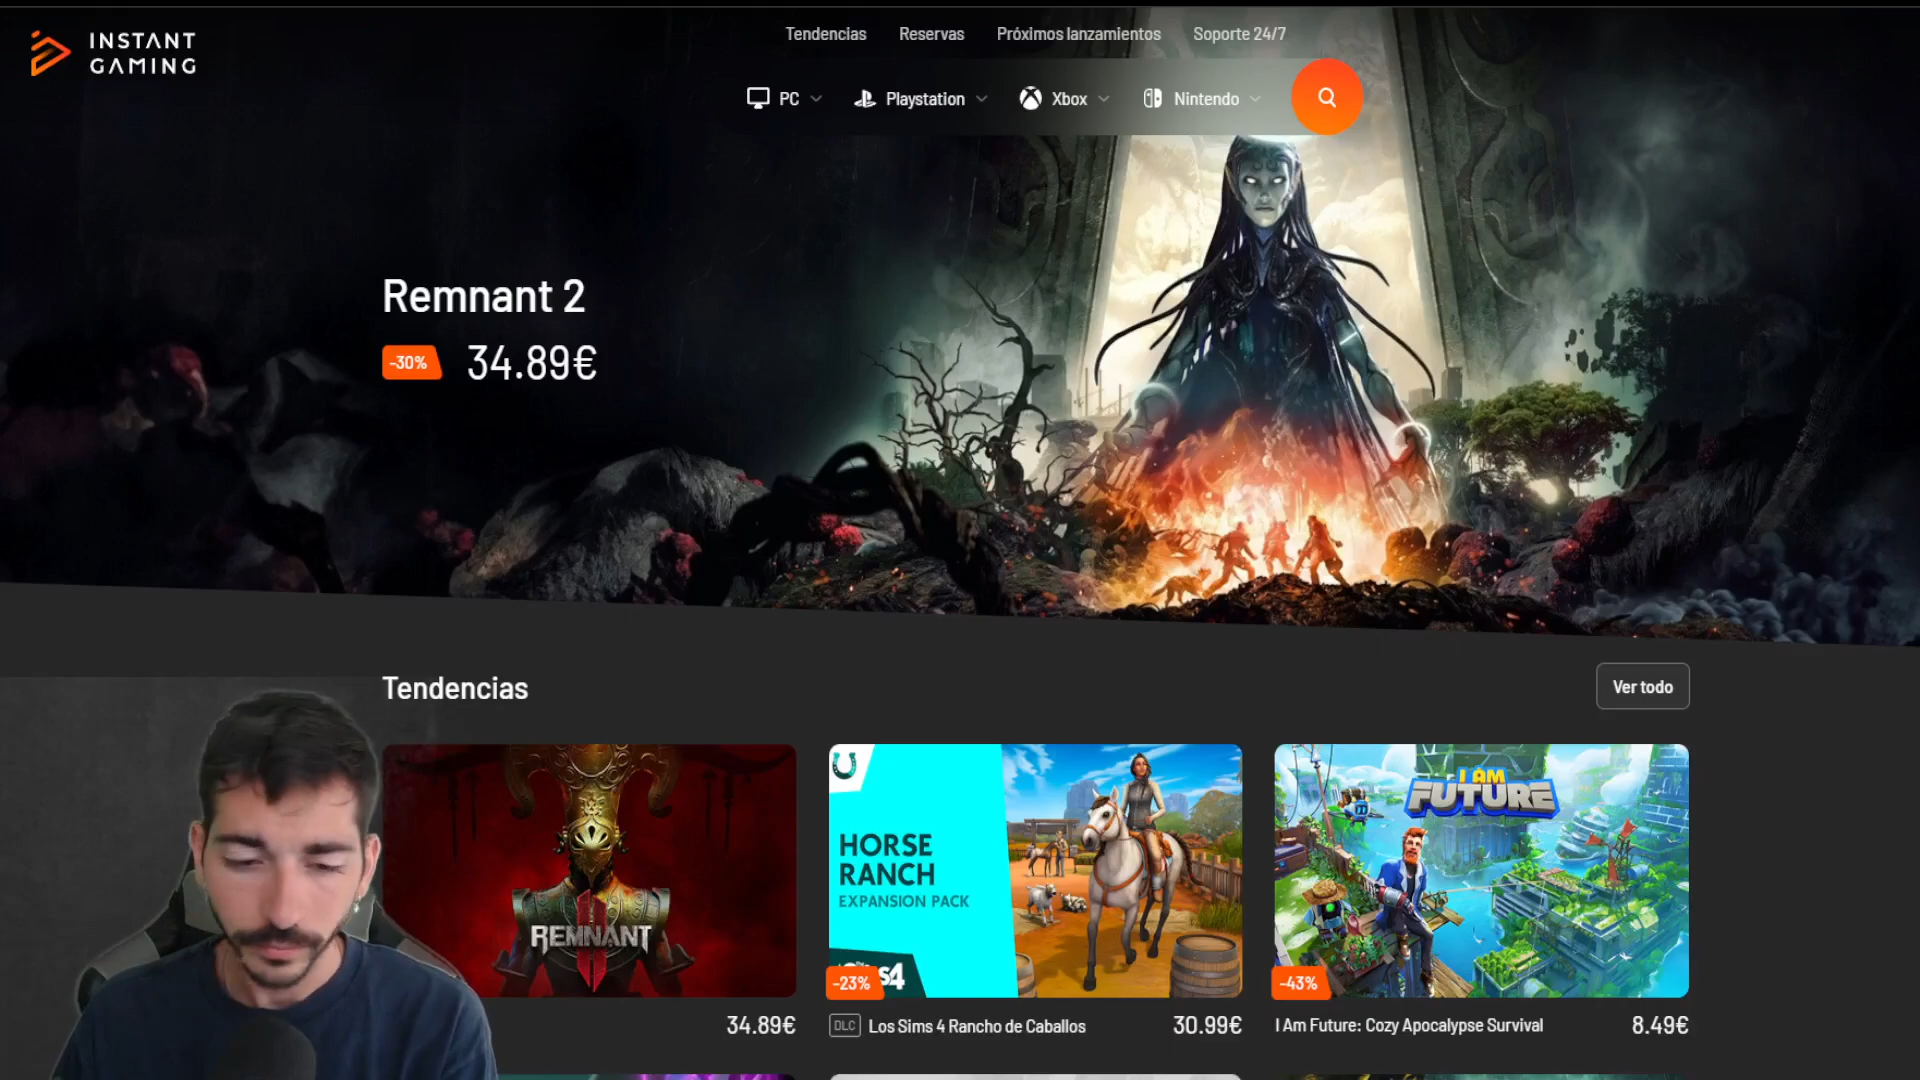 INSTANT
GAMING
Tendencias
Reservas
Próximos lanzamientos
Soporte 24/7
PC
Playstation
Xbox
Nintendo
Remnant 2
-30%
34.89€
Tendencias
Ver todo
REMNANT
II
34.89€
HORSE
RANCH
EXPANSION PACK
-23%
DLC
Los Sims 4 Rancho de Caballos
30.99€
I AM
FUTURE
-43%
I Am Future: Cozy Apocalypse Survival
8.49€